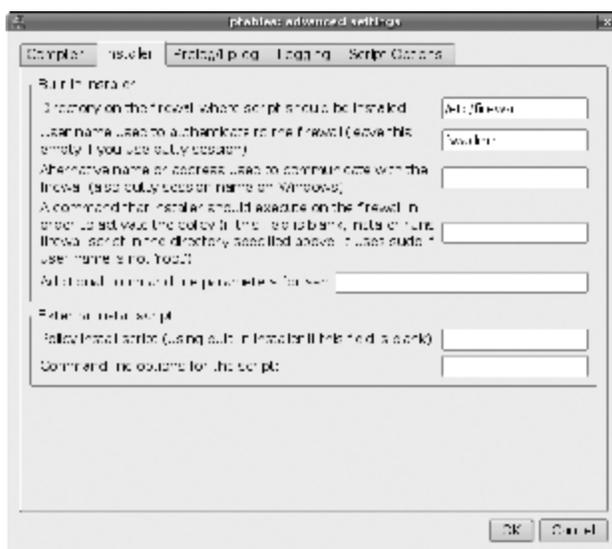 iptables: advanced settings
Compiler Installer Prolog/Epilog Logging Script Options
Built-in installer
Directory on the firewall where script should be installed
/etc/firewall
User name used to authenticate to the firewall (leave this
empty if you use putty session)
fwadmin
Alternative name or address used to communicate with the
firewall (also putty session name on Windows)
A command that installer should execute on the firewall in
order to activate the policy (if this field is blank, installer runs
firewall script in the directory specified above; it uses sudo if
user name is not 'root')
Additional command line parameters for ssh
External install script
Policy install script (using built-in installer if this field is blank)
Command line options for the script:
OK Cancel